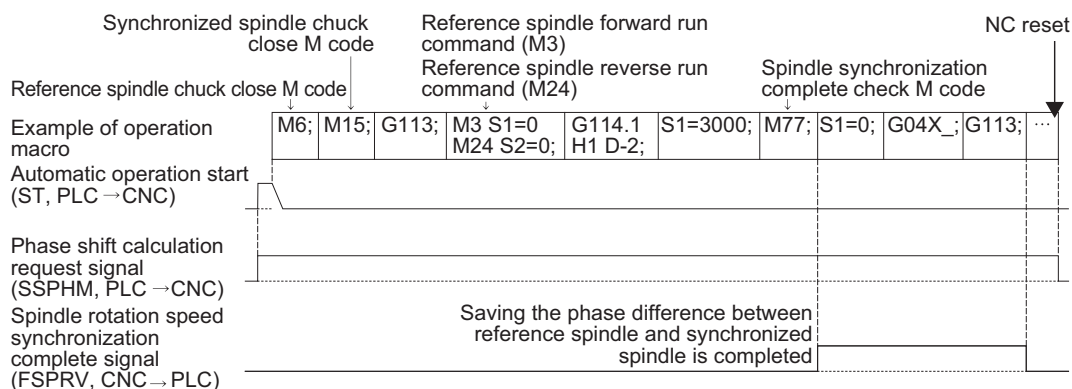 Synchronized spindle chuck
close M code
Reference spindle forward run
command (M3)
NC reset
Reference spindle chuck close M code
Reference spindle reverse run
command (M24)
Spindle synchronization
complete check M code
Example of operation
macro
M6; M15; G113; M3 S1=0 G114.1 S1=3000; M77; S1=0; G04X_; G113; ...
M24 S2=0; H1 D-2;
Automatic operation start
(ST, PLC→CNC)
Phase shift calculation
request signal
(SSPHM, PLC→CNC)
Spindle rotation speed
synchronization
complete signal
(FSPRV, CNC→PLC)
Saving the phase difference between
reference spindle and synchronized
spindle is completed